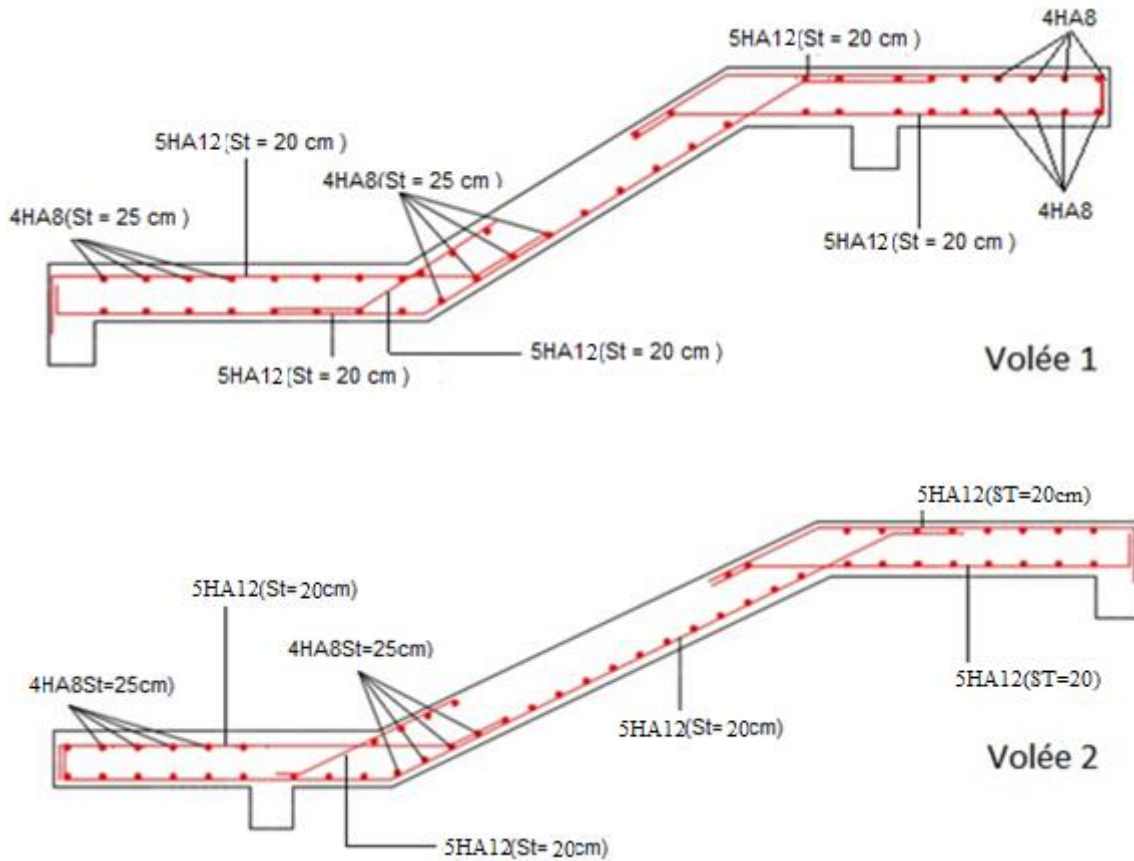 4HA8
5HA12(St = 20 cm )
5HA12(St = 20 cm )
4HA8(St = 25 cm )
4HA8(St = 25 cm )
4HA8
5HA12(St = 20 cm )
5HA12(St = 20 cm )
5HA12(St = 20 cm )
Volée 1
5HA12(8T=20cm)
5HA12(St=20cm)
4HA8St=25cm)
4HA8St=25cm)
5HA12(8T=20)
5HA12(St=20cm)
Volée 2
5HA12(St=20cm)